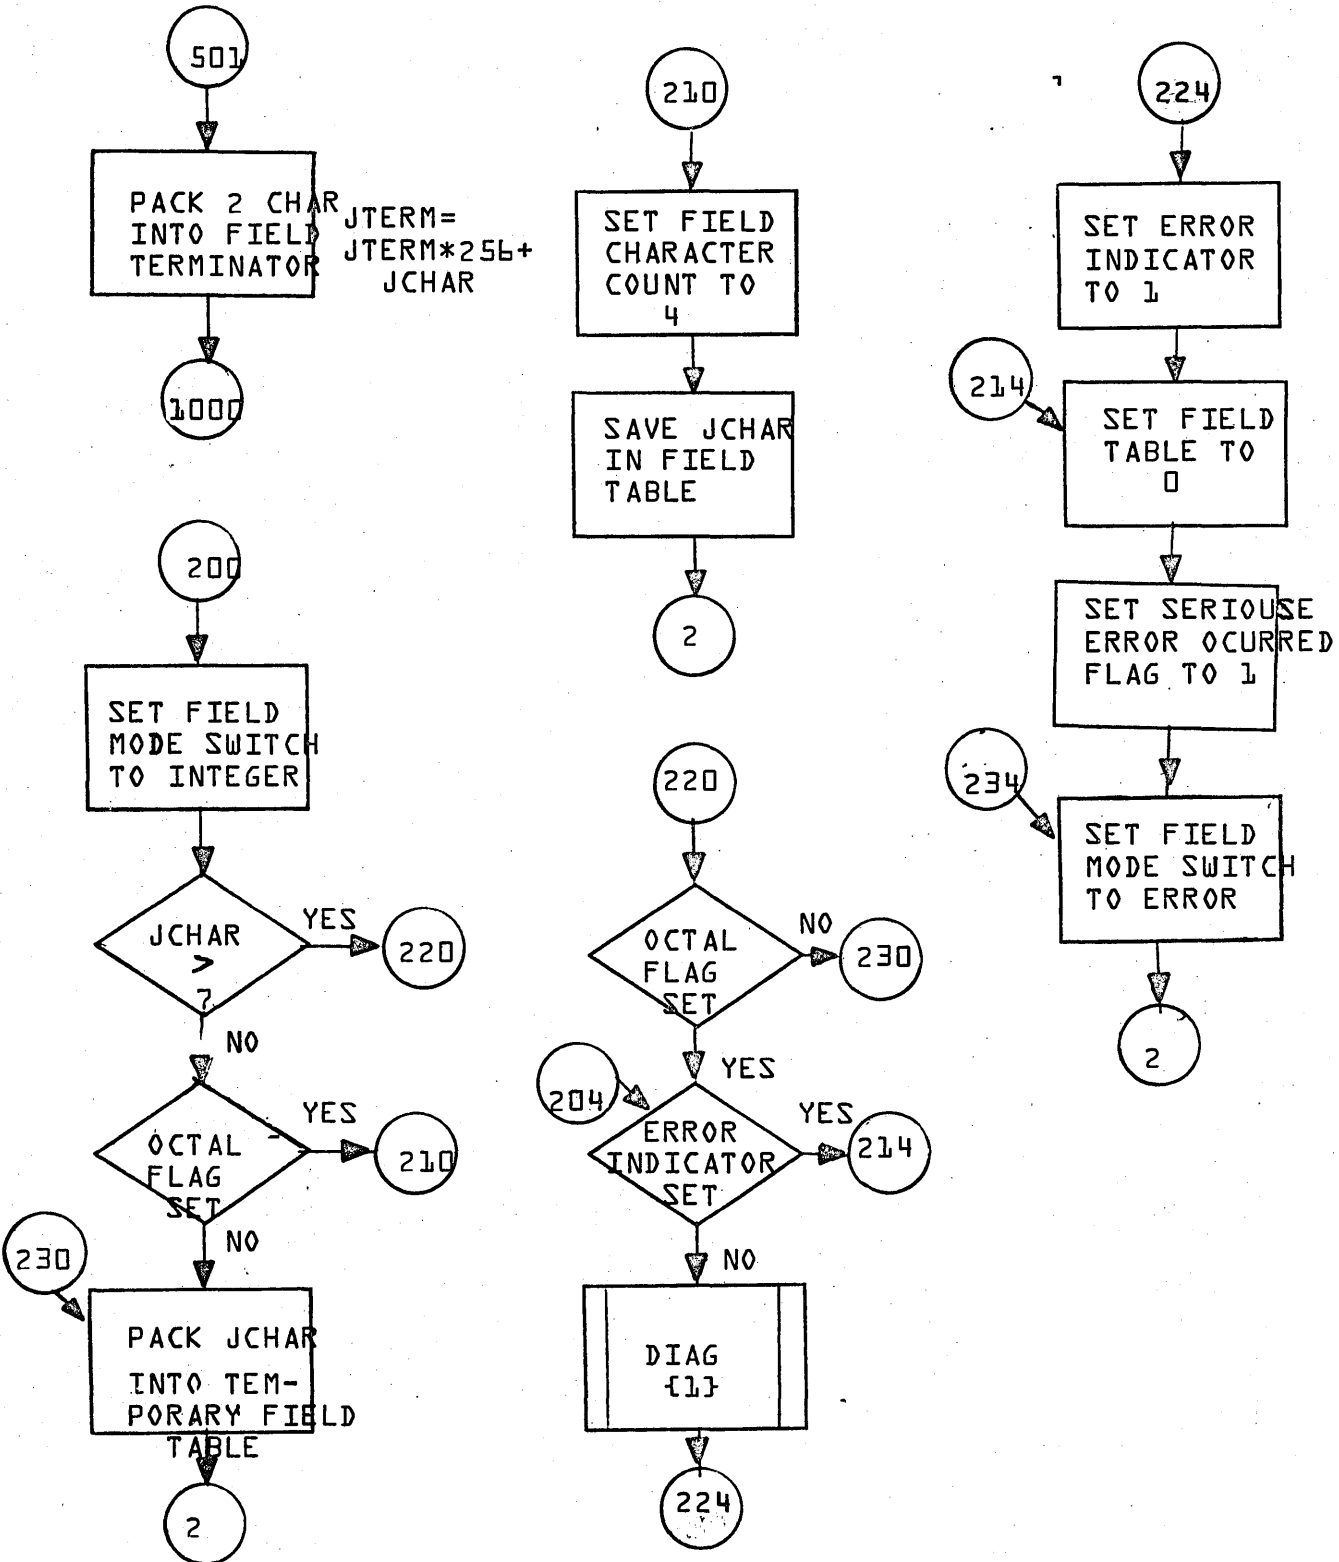 501
PACK 2 CHAR
INTO FIELD
TERMINATOR
JTERM=
JTERM*256+
JCHAR
1000
200
SET FIELD
MODE SWITCH
TO INTEGER
JCHAR
>
7
YES
220
NO
OCTAL
FLAG
SET
YES
210
NO
230
PACK JCHAR
INTO TEM-
PORARY FIELD
TABLE
2
210
SET FIELD
CHARACTER
COUNT TO
4
SAVE JCHAR
IN FIELD
TABLE
2
220
OCTAL
FLAG
SET
NO
230
YES
204
ERROR
INDICATOR
SET
YES
214
NO
DIAG
{1}
224
224
SET ERROR
INDICATOR
TO 1
214
SET FIELD
TABLE TO
0
SET SERIOUSE
ERROR OCURRED
FLAG TO 1
234
SET FIELD
MODE SWITCH
TO ERROR
2